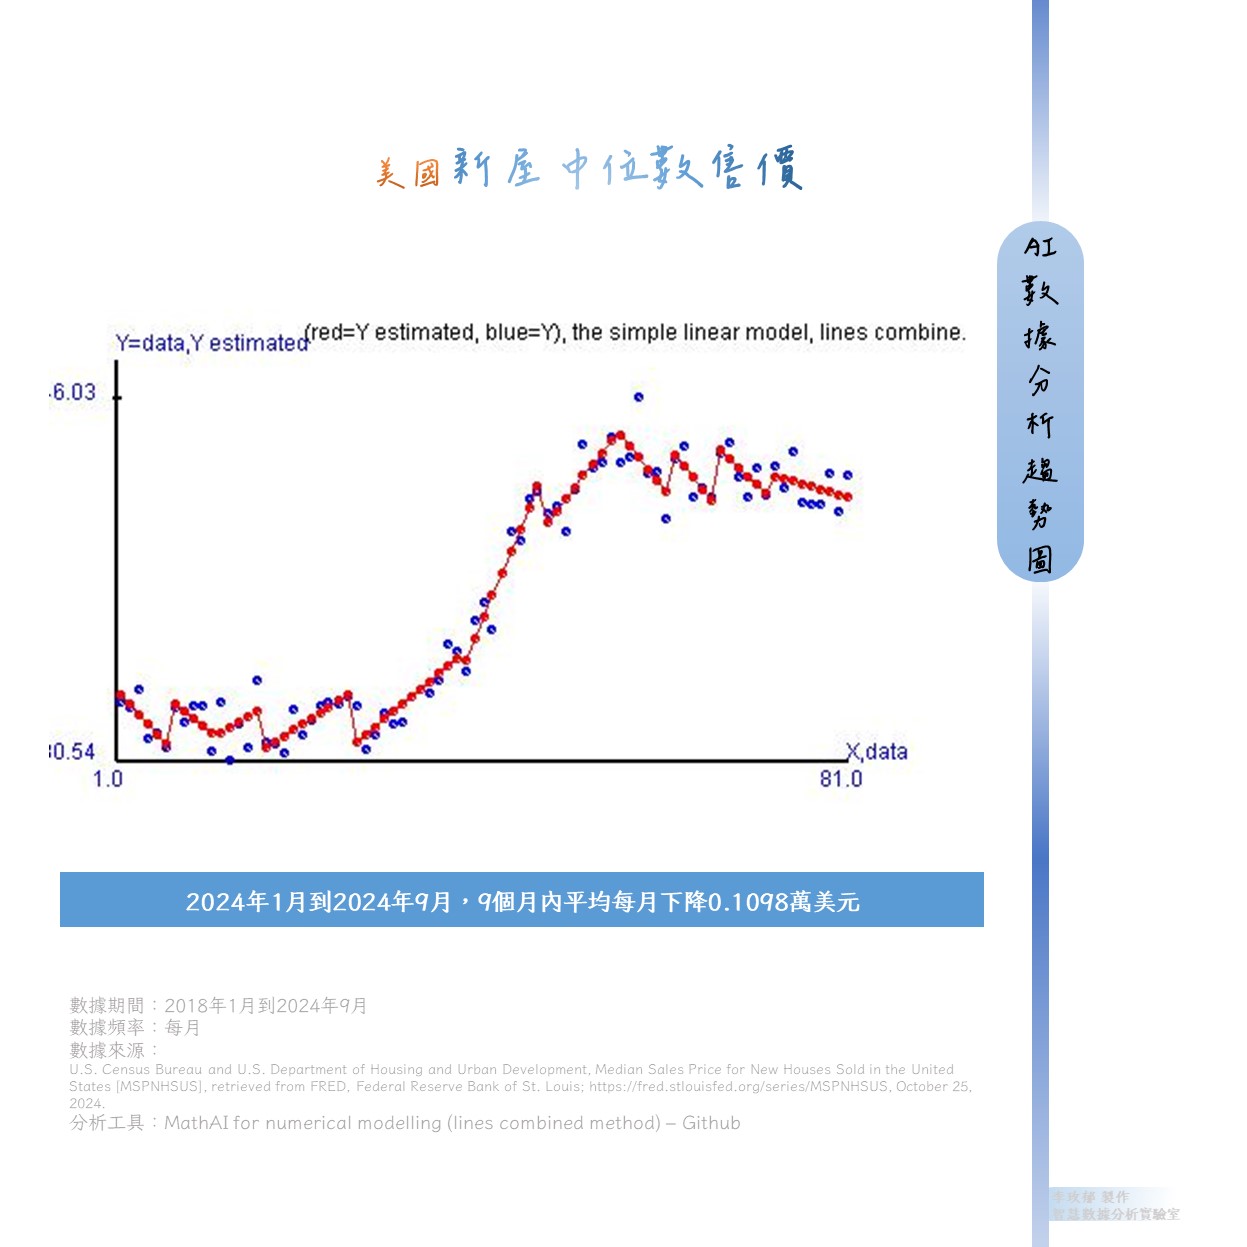 美國新屋中位數售價
AI數據分析趨勢圖
Y=data,Y estimated
(red=Y estimated, blue=Y), the simple linear model, lines combine.
6.03
0.54
X,data
1.0
81.0
2024年1月到2024年9月，9個月內平均每月下降0.1098萬美元
數據期間：2018年1月到2024年9月
數據頻率：每月
數據來源：
U.S. Census Bureau and U.S. Department of Housing and Urban Development, Median Sales Price for New Houses Sold in the United
States [MSPNHSUS], retrieved from FRED, Federal Reserve Bank of St. Louis; https://fred.stlouisfed.org/series/MSPNHSUS, October 25,
2024.
分析工具：MathAI for numerical modelling (lines combined method) – Github
製作
數據分析實驗室